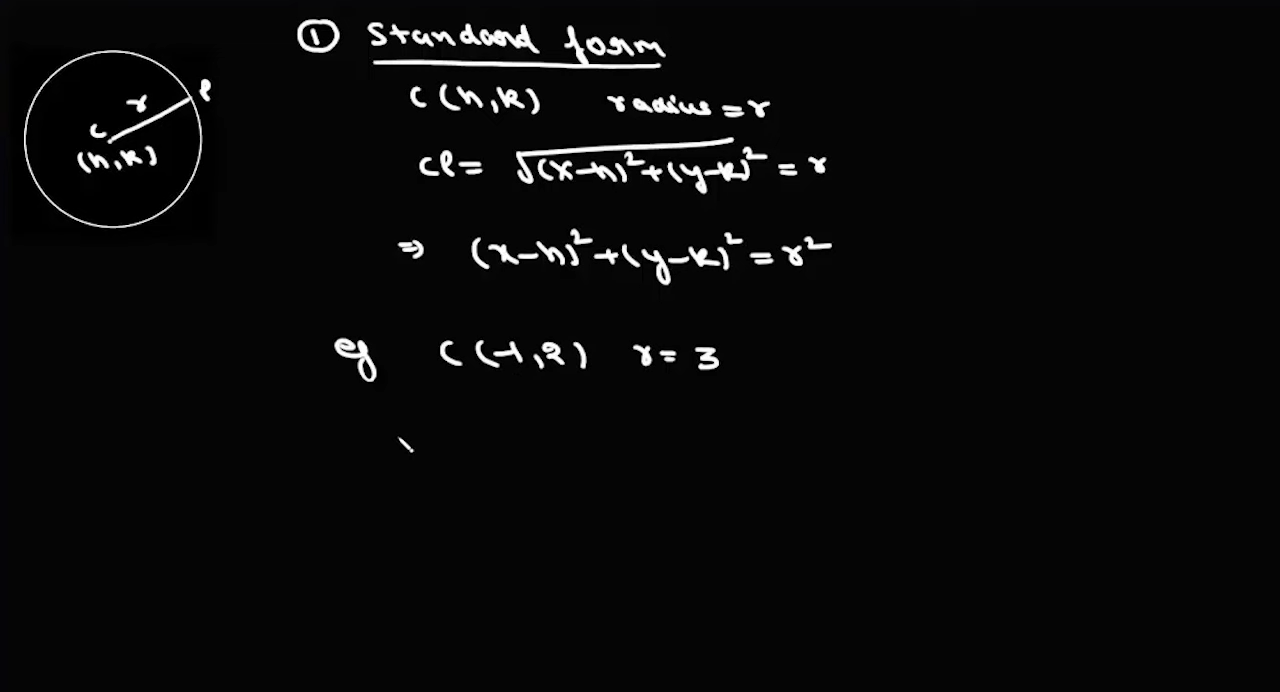 ① Standard form
C (h, k) radius = r
CP = √(x-h)²+(y-k)² = r
⇒ (x-h)²+(y-k)² = r²
eg C (-1, 2) r = 3
P
r
C
(h, k)